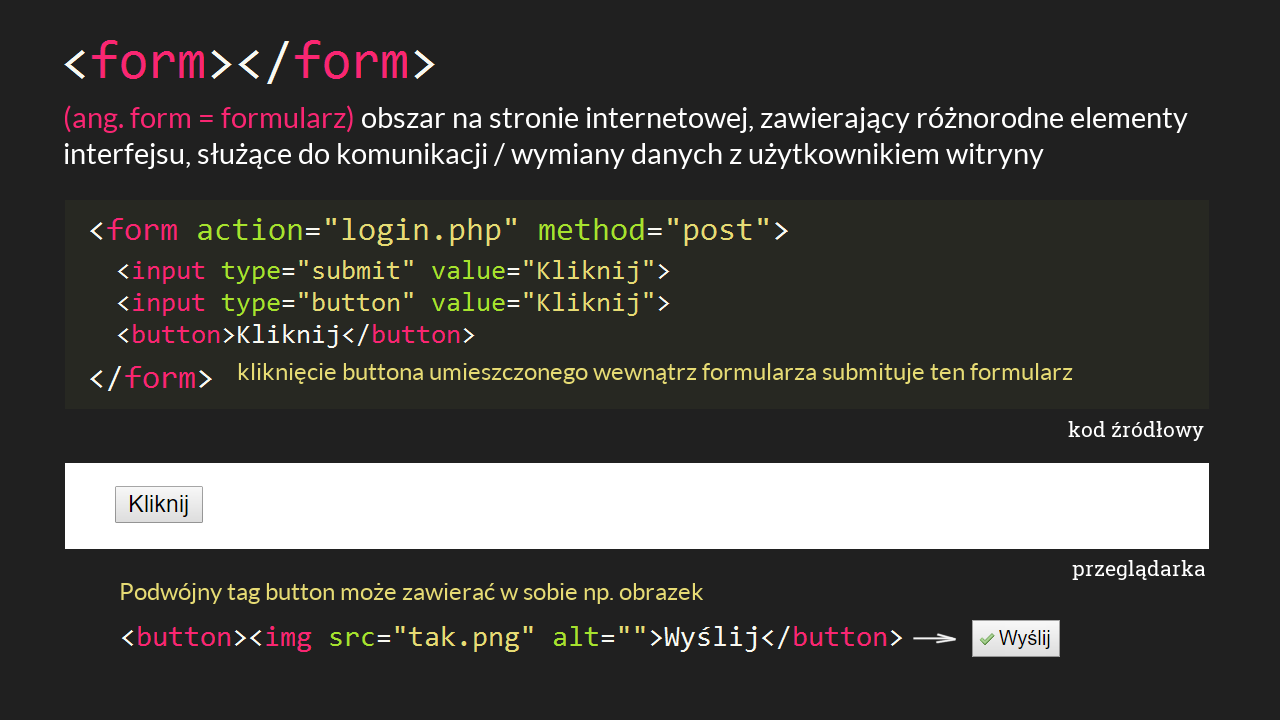 <form></form>
(ang. form = formularz) obszar na stronie internetowej, zawierający różnorodne elementy
interfejsu, służące do komunikacji / wymiany danych z użytkownikiem witryny
<form action="login.php" method="post">
<input type="submit" value="Kliknij">
<input type="button" value="Kliknij">
<button>Kliknij</button>
</form> kliknięcie buttona umieszczonego wewnątrz formularza submituje ten formularz
kod źródłowy
Kliknij
przeglądarka
Podwójny tag button może zawierać w sobie np. obrazek
<button><img src="tak.png" alt="">Wyślij</button> Wyślij